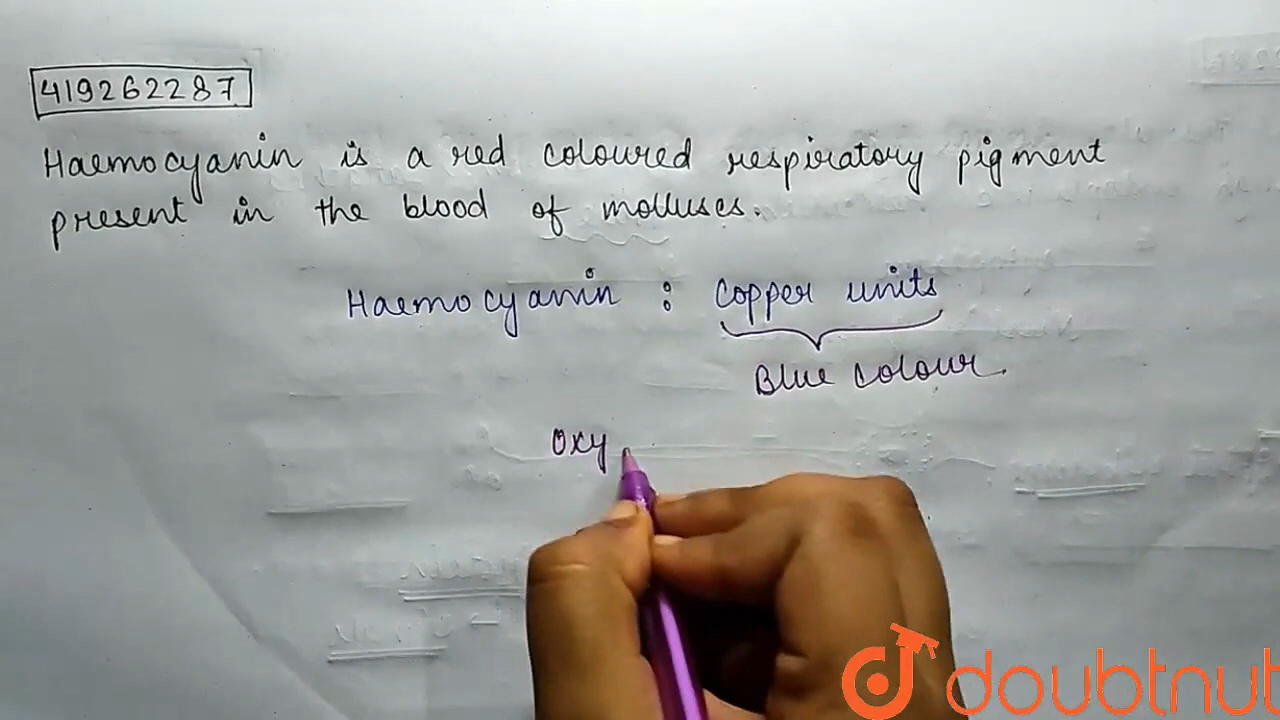 419262287
Haemocyanin is a red coloured respiratory pigment
present in the blood of molluscs.
Haemocyanin : Copper units
Blue colour.
Oxy
doubtnut